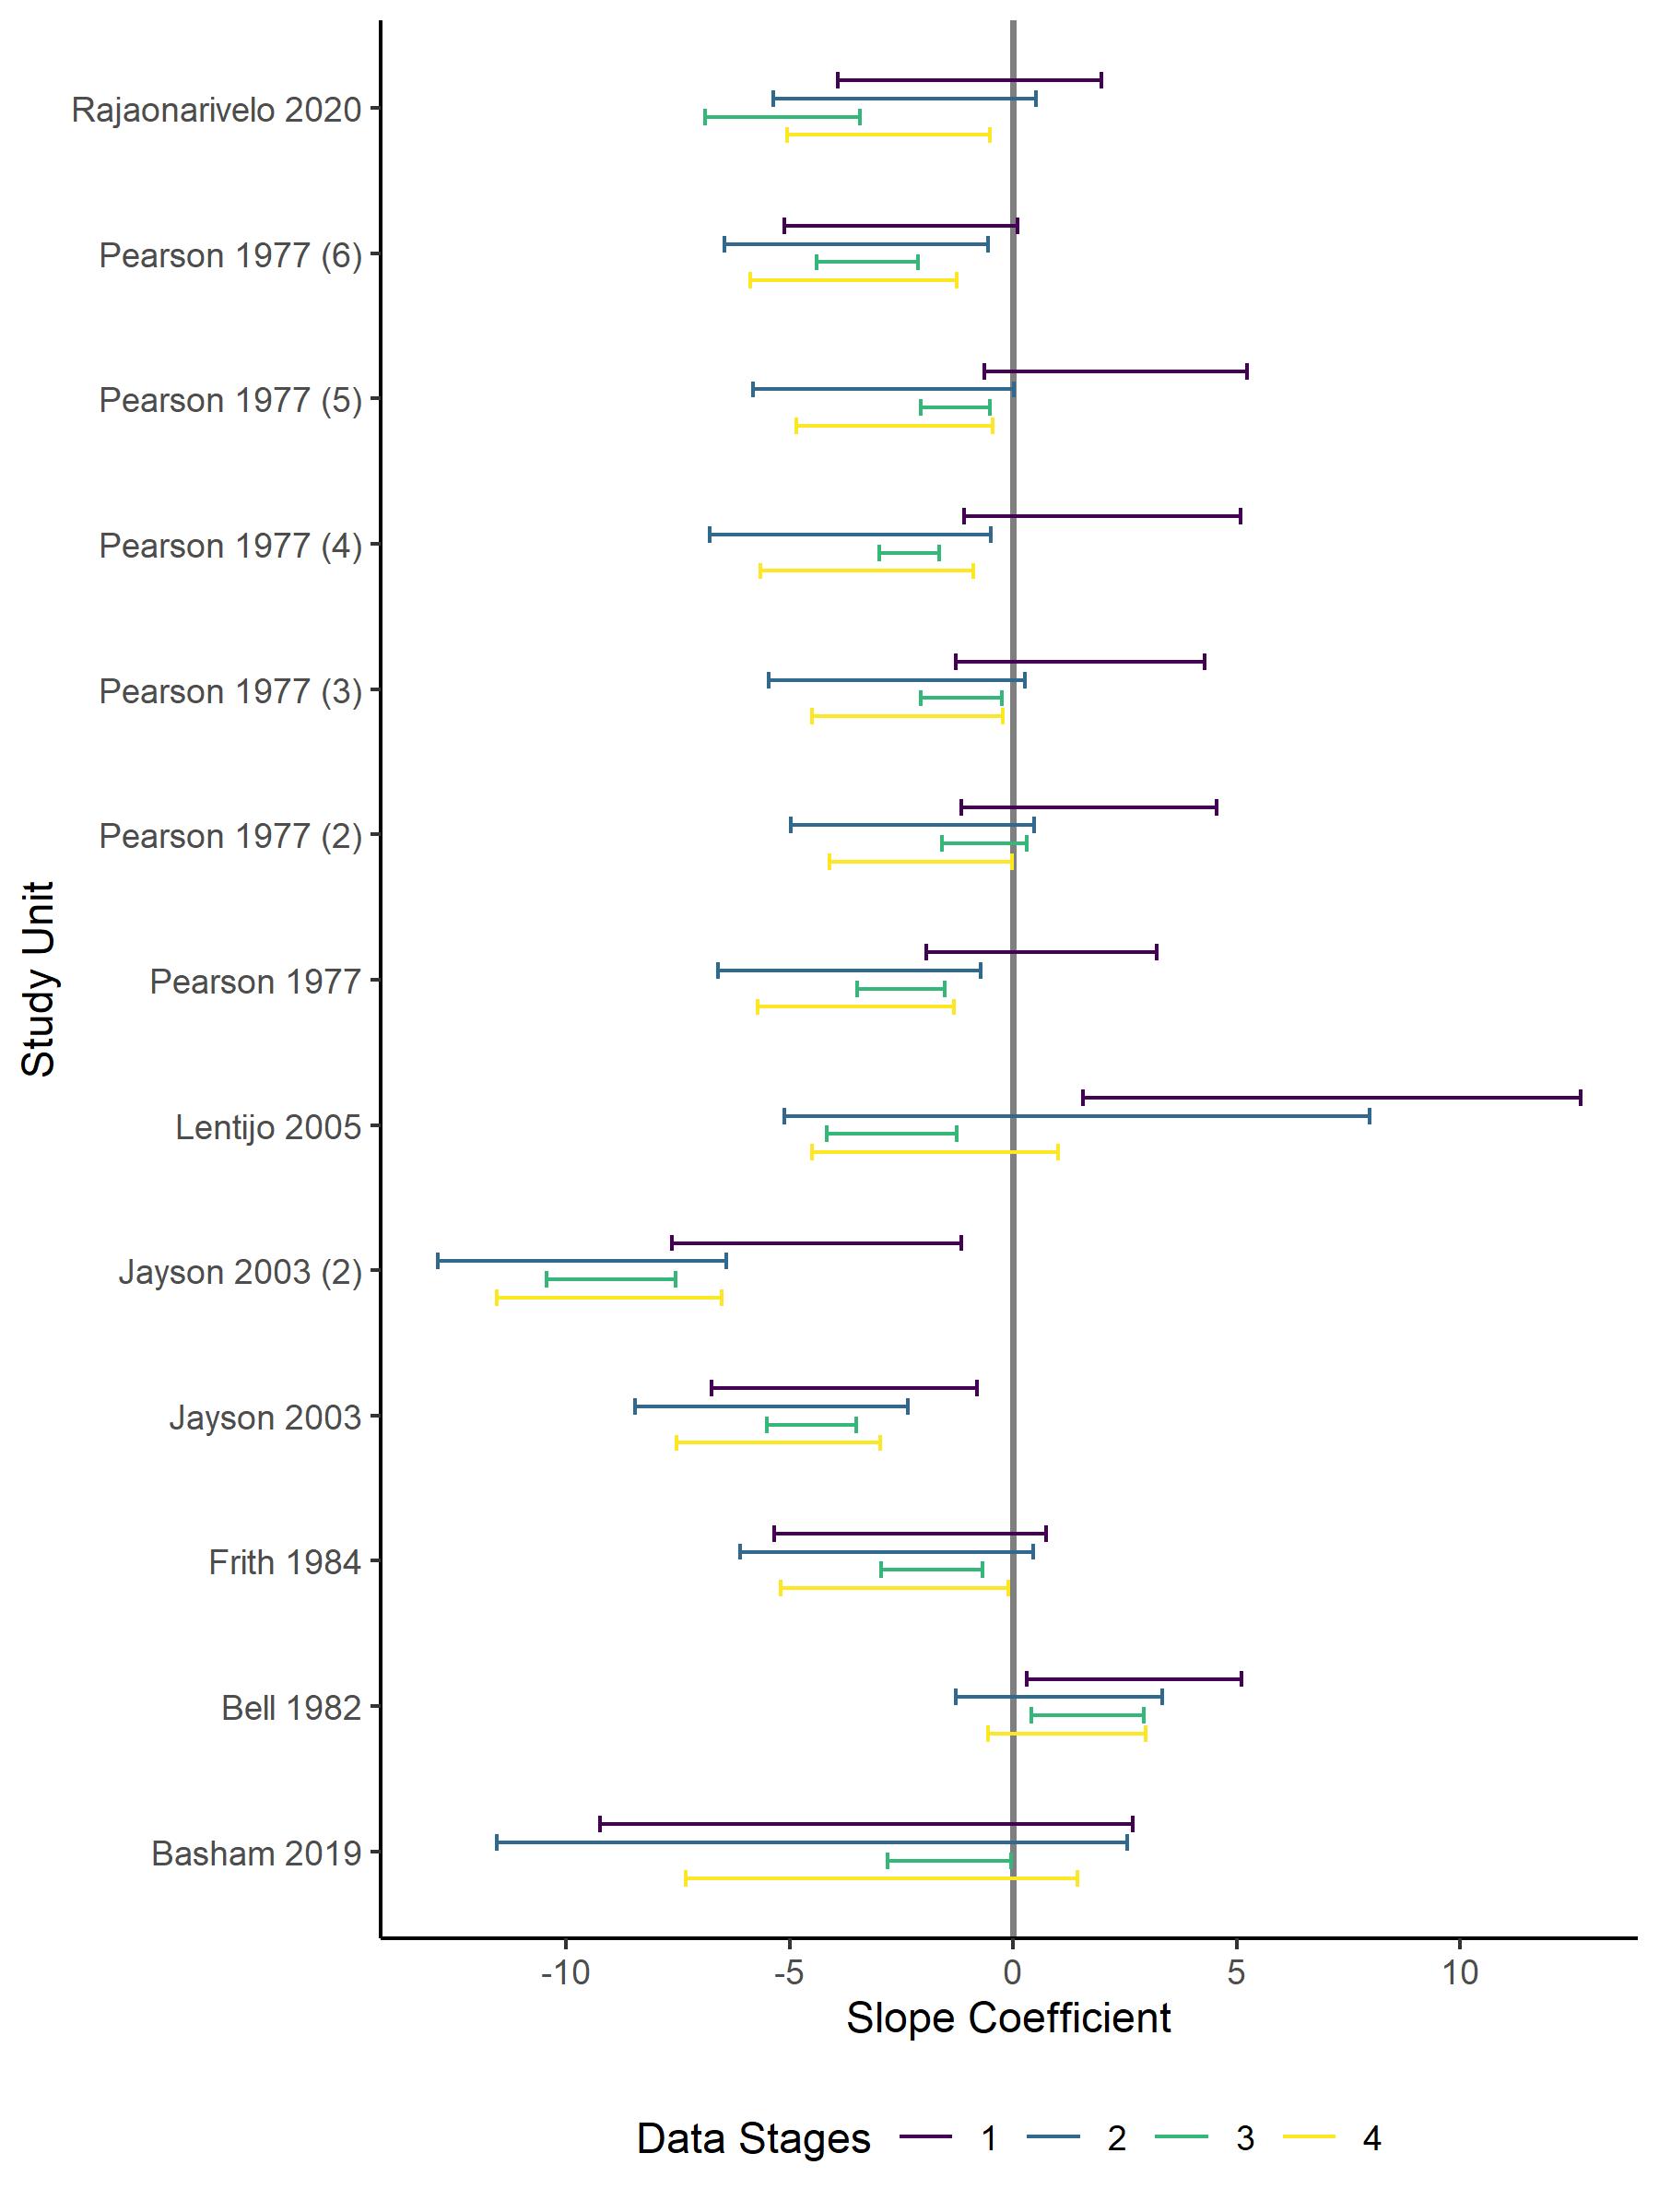 Rajaonarivelo 2020
Pearson 1977 (6)
Pearson 1977 (5)
Pearson 1977 (4)
Pearson 1977 (3)
Pearson 1977 (2)
Pearson 1977
Lentijo 2005
Jayson 2003 (2)
Jayson 2003
Frith 1984
Bell 1982
Basham 2019
Study Unit
-10 -5 0 5 10
Slope Coefficient
Data Stages 1 2 3 4